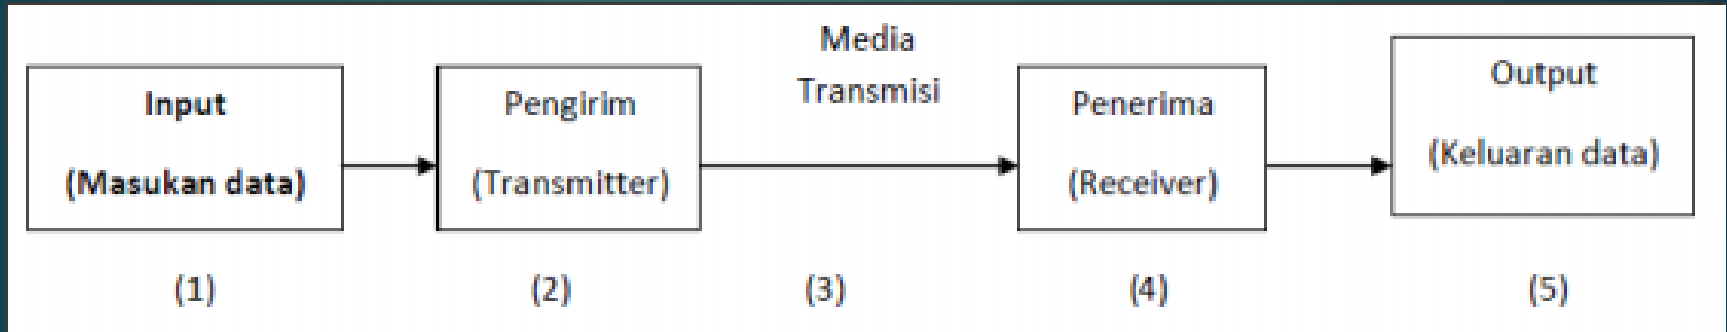 Input
(Masukan data)
Pengirim
(Transmitter)
Media
Transmisi
Penerima
(Receiver)
Output
(Keluaran data)
(1)
(2)
(3)
(4)
(5)